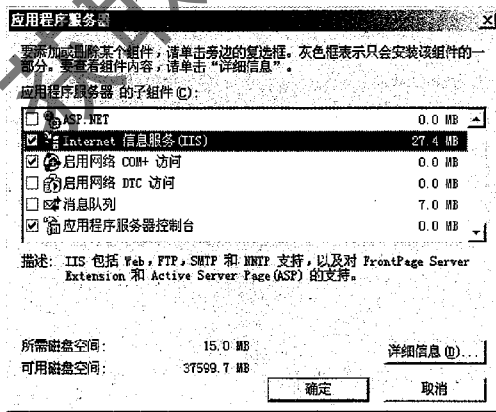 应用程序服务器
要添加或删除某个组件，请单击旁边的复选框。灰色框表示只会安装该组件的一
部分。要查看组件内容，请单击“详细信息”。
应用程序服务器 的子组件(C):
ASP.NET 0.0 MB
Internet 信息服务(IIS) 27.4 MB
启用网络 COM+ 访问 0.0 MB
启用网络 DTC 访问 0.0 MB
消息队列 7.0 MB
应用程序服务器控制台 0.0 MB
描述: IIS 包括 Web，FTP，SMTP 和 NNTP 支持，以及对 FrontPage Server
Extension 和 Active Server Page(ASP) 的支持。
所需磁盘空间: 15.0 MB
详细信息(D)...
可用磁盘空间: 37599.7 MB
确定 取消